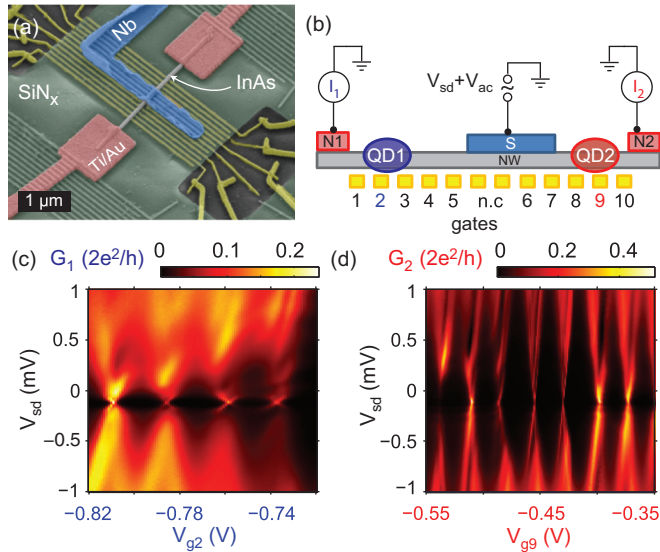 (a)
Nb
InAs
SiNx
Ti/Au
1 µm
(b)
Vsd+Vac
I1
I2
N1
QD1
S
NW
QD2
N2
1 2 3 4 5 n.c 6 7 8 9 10
gates
(c) G1 (2e²/h)
0 0.1 0.2
Vsd (mV)
1
0.5
0
−0.5
−1
−0.82 −0.78 −0.74
Vg2 (V)
(d) G2 (2e²/h)
0 0.2 0.4
Vsd (mV)
1
0.5
0
−0.5
−1
−0.55 −0.45 −0.35
Vg9 (V)